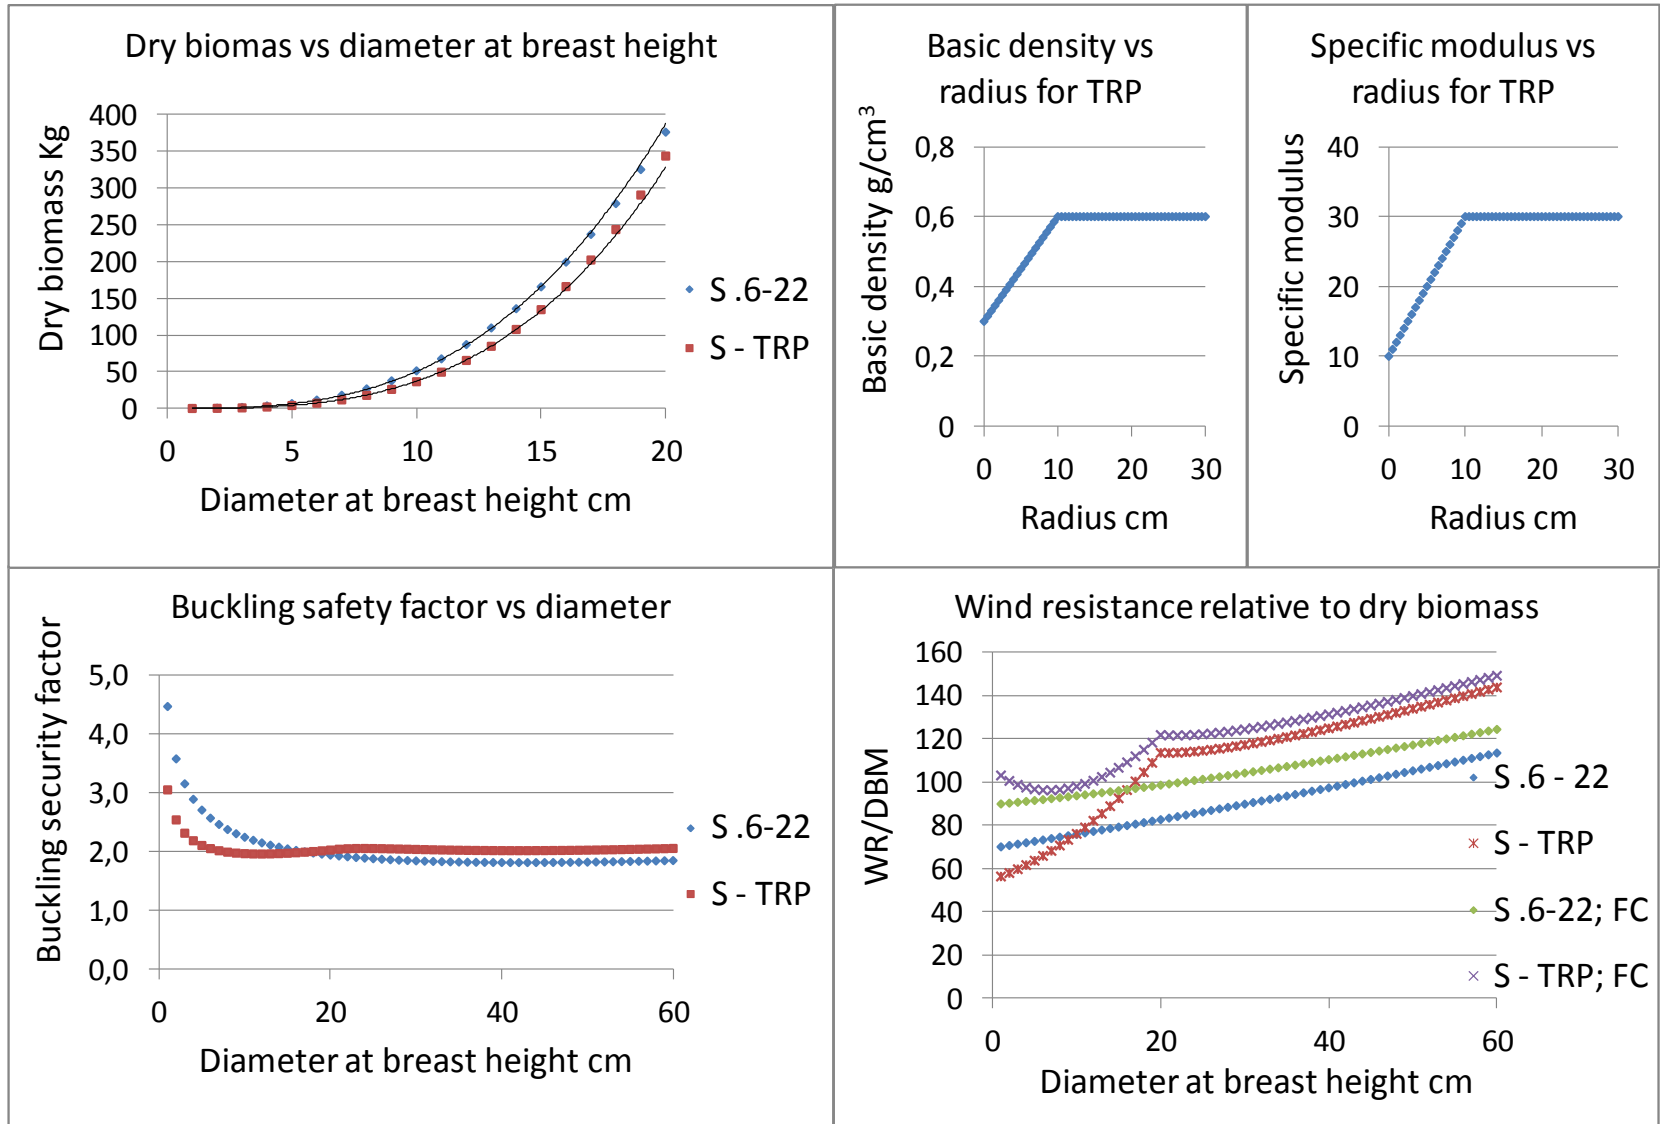 Dry biomas vs diameter at breast height
Dry biomass Kg
400
350
300
250
200
150
100
50
0
0 5 10 15 20
Diameter at breast height cm
S .6-22
S - TRP
Basic density vs
radius for TRP
Basic density g/cm³
0,8
0,6
0,4
0,2
0
0 10 20 30
Radius cm
Specific modulus vs
radius for TRP
Specific modulus
40
30
20
10
0
0 10 20 30
Radius cm
Buckling safety factor vs diameter
Buckling security factor
5,0
4,0
3,0
2,0
1,0
0,0
0 20 40 60
Diameter at breast height cm
S .6-22
S - TRP
Wind resistance relative to dry biomass
WR/DBM
160
140
120
100
80
60
40
20
0
0 20 40 60
Diameter at breast height cm
S .6 - 22
S - TRP
S .6-22; FC
S - TRP; FC